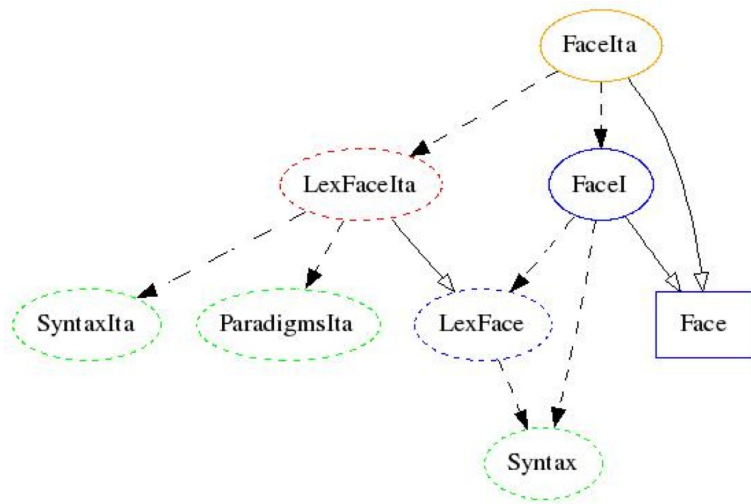 FaceIta
LexFaceIta
FaceI
SyntaxIta
ParadigmsIta
LexFace
Face
Syntax